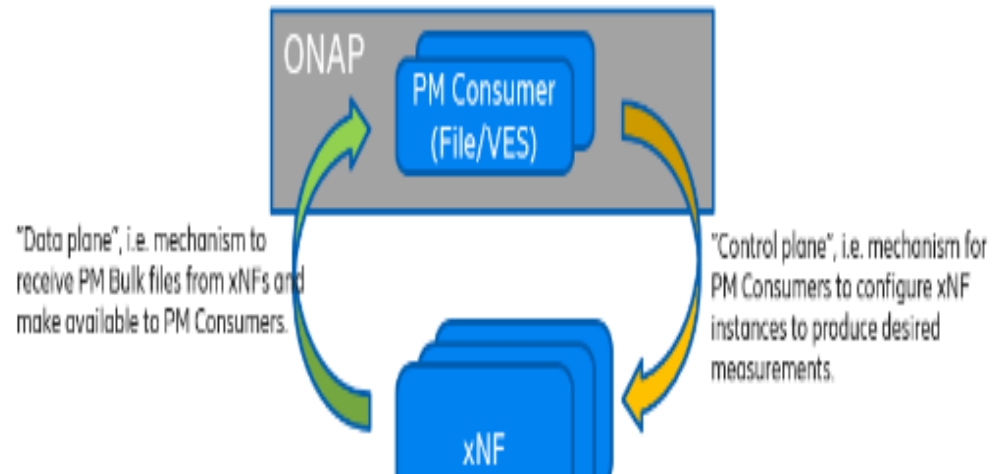 ONAP
PM Consumer
(File/VES)
"Data plane", i.e. mechanism to
receive PM Bulk files from xNFs and
make available to PM Consumers.
"Control plane", i.e. mechanism for
PM Consumers to configure xNF
instances to produce desired
measurements.
xNF